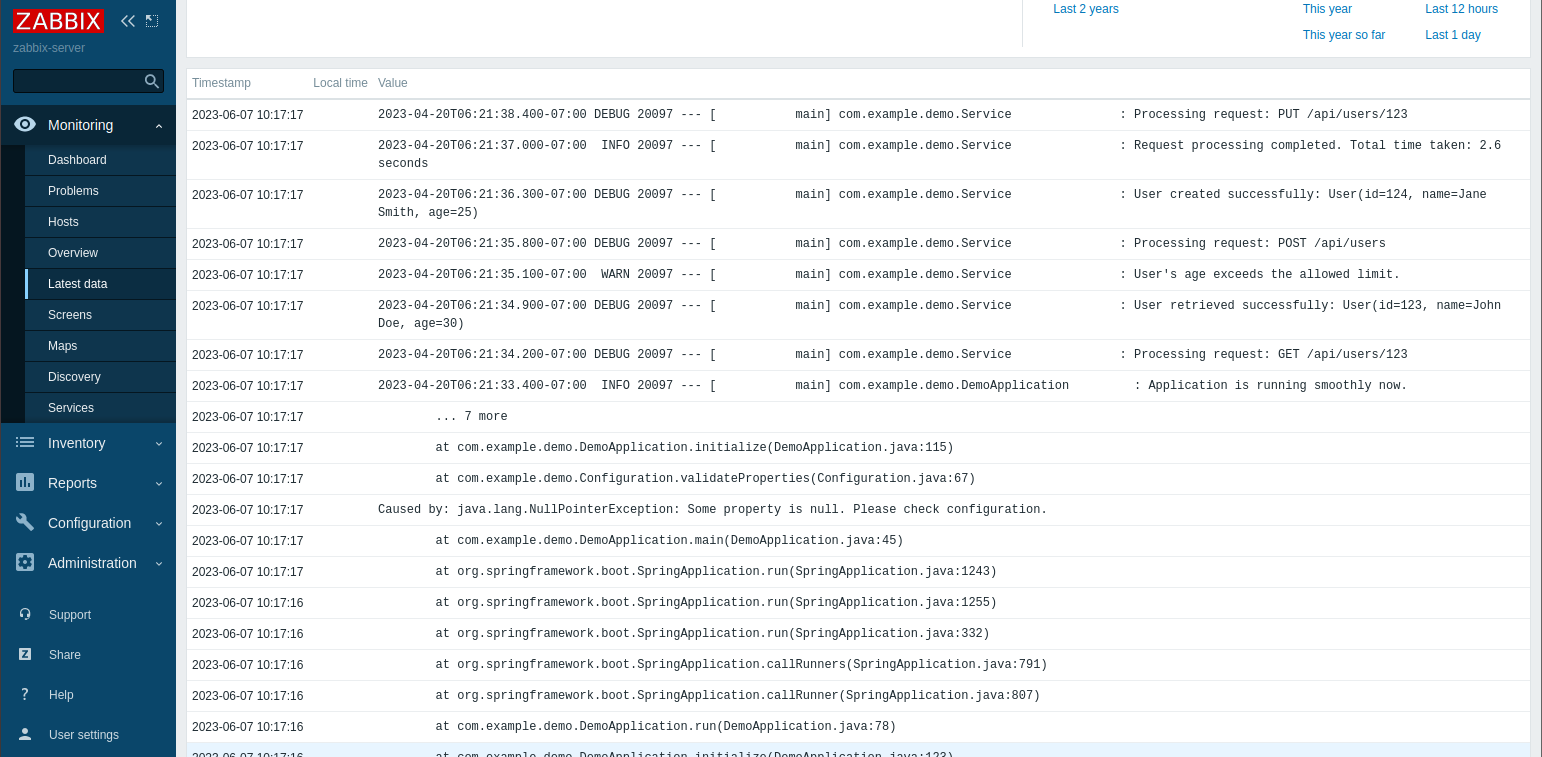 ZABBIX
zabbix-server
Monitoring
Dashboard
Problems
Hosts
Overview
Latest data
Screens
Maps
Discovery
Services
Inventory
Reports
Configuration
Administration
Support
Z Share
? Help
User settings
Last 2 years This year Last 12 hours
This year so far Last 1 day
Timestamp Local time Value
2023-06-07 10:17:17 2023-04-20T06:21:38.400-07:00 DEBUG 20097 --- [           main] com.example.demo.Service               : Processing request: PUT /api/users/123
2023-06-07 10:17:17 2023-04-20T06:21:37.000-07:00  INFO 20097 --- [           main] com.example.demo.Service               : Request processing completed. Total time taken: 2.6
seconds
2023-06-07 10:17:17 2023-04-20T06:21:36.300-07:00 DEBUG 20097 --- [           main] com.example.demo.Service               : User created successfully: User(id=124, name=Jane
Smith, age=25)
2023-06-07 10:17:17 2023-04-20T06:21:35.800-07:00 DEBUG 20097 --- [           main] com.example.demo.Service               : Processing request: POST /api/users
2023-06-07 10:17:17 2023-04-20T06:21:35.100-07:00  WARN 20097 --- [           main] com.example.demo.Service               : User's age exceeds the allowed limit.
2023-06-07 10:17:17 2023-04-20T06:21:34.900-07:00 DEBUG 20097 --- [           main] com.example.demo.Service               : User retrieved successfully: User(id=123, name=John
Doe, age=30)
2023-06-07 10:17:17 2023-04-20T06:21:34.200-07:00 DEBUG 20097 --- [           main] com.example.demo.Service               : Processing request: GET /api/users/123
2023-06-07 10:17:17 2023-04-20T06:21:33.400-07:00  INFO 20097 --- [           main] com.example.demo.DemoApplication         : Application is running smoothly now.
2023-06-07 10:17:17 ... 7 more
2023-06-07 10:17:17 at com.example.demo.DemoApplication.initialize(DemoApplication.java:115)
2023-06-07 10:17:17 at com.example.demo.Configuration.validateProperties(Configuration.java:67)
2023-06-07 10:17:17 Caused by: java.lang.NullPointerException: Some property is null. Please check configuration.
2023-06-07 10:17:17 at com.example.demo.DemoApplication.main(DemoApplication.java:45)
2023-06-07 10:17:17 at org.springframework.boot.SpringApplication.run(SpringApplication.java:1243)
2023-06-07 10:17:16 at org.springframework.boot.SpringApplication.run(SpringApplication.java:1255)
2023-06-07 10:17:16 at org.springframework.boot.SpringApplication.run(SpringApplication.java:332)
2023-06-07 10:17:16 at org.springframework.boot.SpringApplication.callRunners(SpringApplication.java:791)
2023-06-07 10:17:16 at org.springframework.boot.SpringApplication.callRunner(SpringApplication.java:807)
2023-06-07 10:17:16 at com.example.demo.DemoApplication.run(DemoApplication.java:78)
2023-06-07 10:17:16 at com.example.demo.DemoApplication.initialize(DemoApplication.java:123)